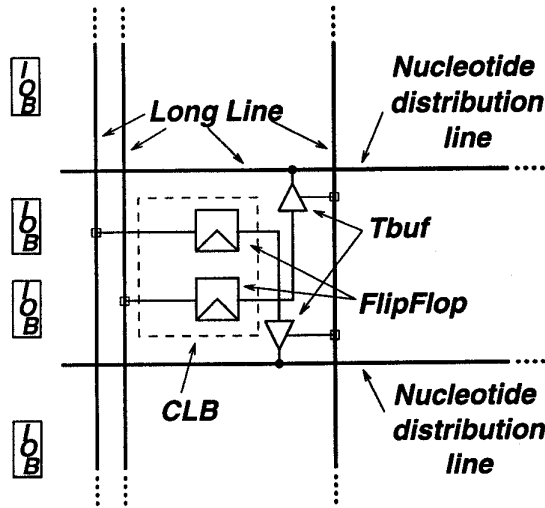 IOB
Nucleotide
distribution
line
Long Line
IOB
Tbuf
IOB
FlipFlop
CLB
Nucleotide
distribution
line
IOB